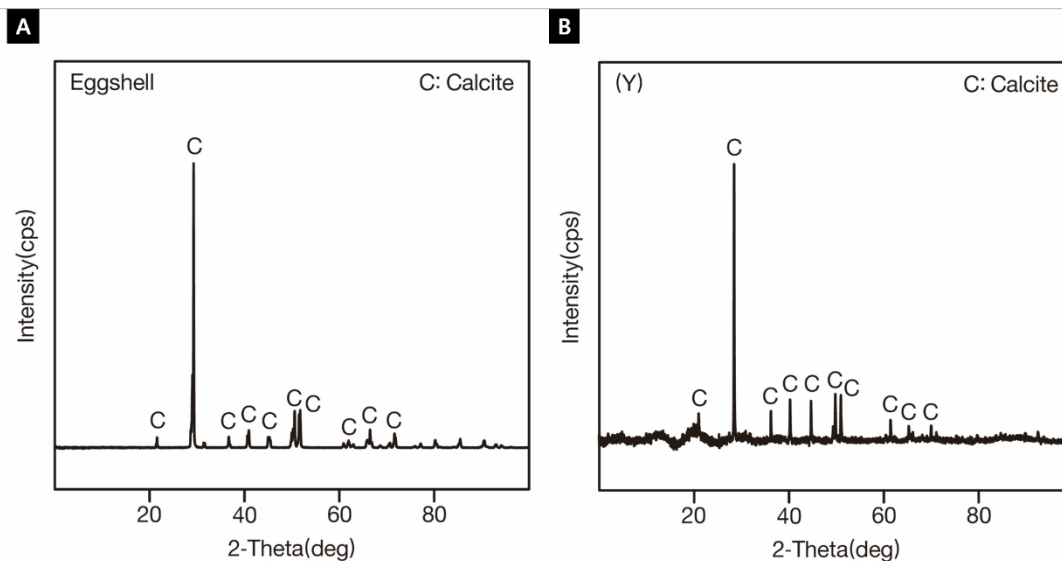 A
Eggshell
C: Calcite
C
C
C
C
C
C
C
C
C
C
Intensity(cps)
20
40
60
80
2-Theta(deg)
B
(Y)
C: Calcite
C
C
C
C
C
C
C
C
C
C
Intensity(cps)
20
40
60
80
2-Theta(deg)